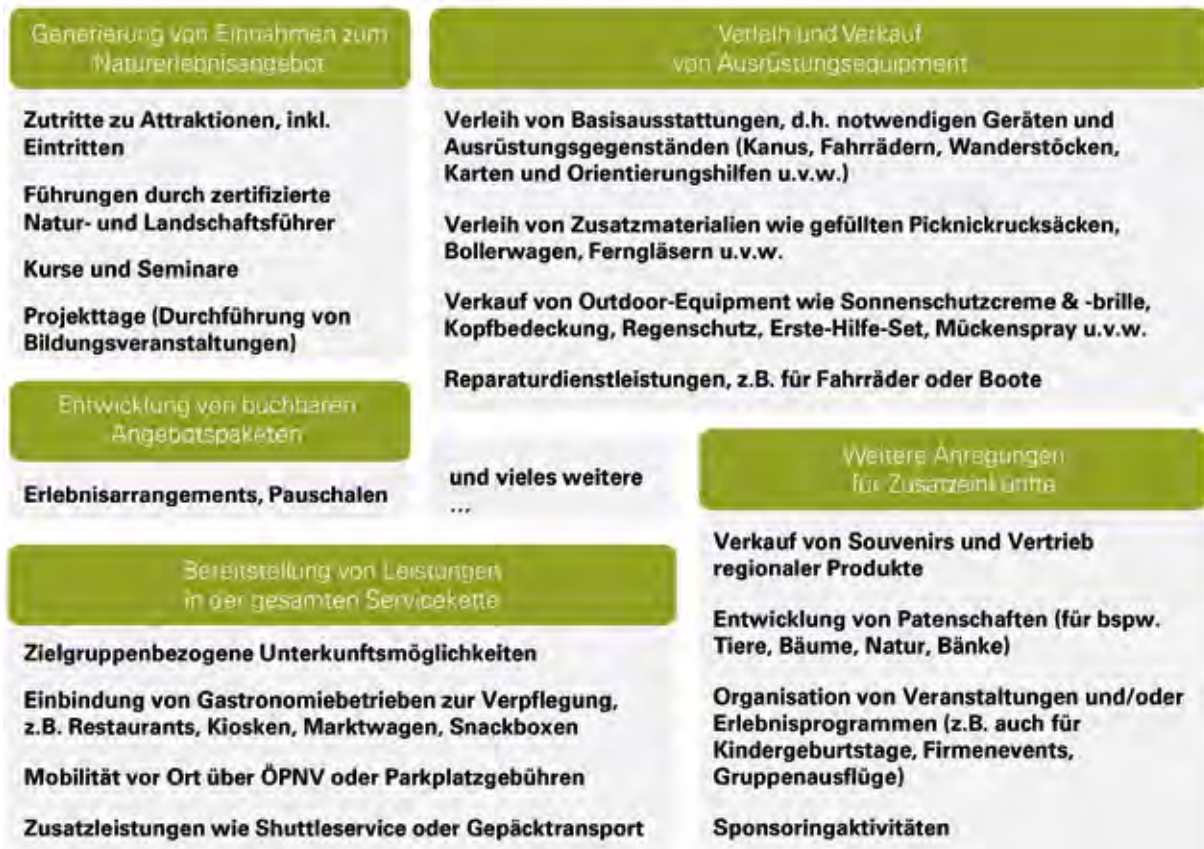 Generierung von Einnahmen zum
Naturerlebnisangebot
Zutritte zu Attraktionen, inkl.
Eintritten
Führungen durch zertifizierte
Natur- und Landschaftsführer
Kurse und Seminare
Projekttage (Durchführung von
Bildungsveranstaltungen)
Entwicklung von buchbaren
Angebotspaketen
Erlebnisarrangements, Pauschalen
Verleih und Verkauf
von Ausrüstungsequipment
Verleih von Basisausstattungen, d.h. notwendigen Geräten und
Ausrüstungsgegenständen (Kanus, Fahrrädern, Wanderstöcken,
Karten und Orientierungshilfen u.v.w.)
Verleih von Zusatzmaterialien wie gefüllten Picknickrucksäcken,
Bollerwagen, Ferngläsern u.v.w.
Verkauf von Outdoor-Equipment wie Sonnenschutzcreme & -brille,
Kopfbedeckung, Regenschutz, Erste-Hilfe-Set, Mückenspray u.v.w.
Reparaturdienstleistungen, z.B. für Fahrräder oder Boote
und vieles weitere
...
Bereitstellung von Leistungen
in der gesamten Servicekette
Zielgruppenbezogene Unterkunftsmöglichkeiten
Einbindung von Gastronomiebetrieben zur Verpflegung,
z.B. Restaurants, Kiosken, Marktwagen, Snackboxen
Mobilität vor Ort über ÖPNV oder Parkplatzgebühren
Zusatzleistungen wie Shuttleservice oder Gepäcktransport
Weitere Anregungen
für Zusatzeinkünfte
Verkauf von Souvenirs und Vertrieb
regionaler Produkte
Entwicklung von Patenschaften (für bspw.
Tiere, Bäume, Natur, Bänke)
Organisation von Veranstaltungen und/oder
Erlebnisprogrammen (z.B. auch für
Kindergeburtstage, Firmenevents,
Gruppenausflüge)
Sponsoringaktivitäten